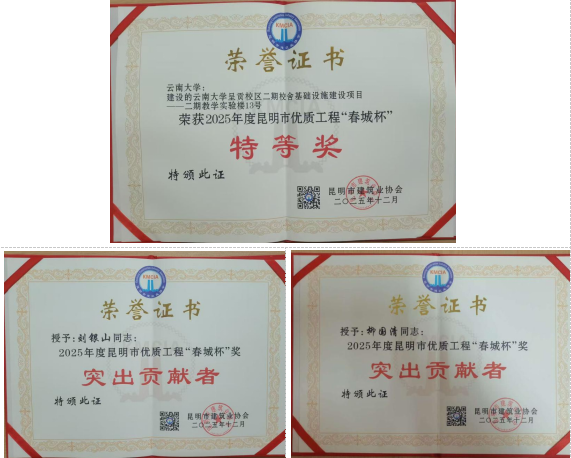 荣誉证书
云南大学：
建设的云南大学呈贡校区二期校舍基础设施建设项目
——二期教学实验楼13号
荣获2025年度昆明市优质工程“春城杯”
特等奖
特颁此证
昆明市建筑业协会
二〇二五年十二月
荣誉证书
授予：刘银山同志：
2025年度昆明市优质工程“春城杯”奖
突出贡献者
特颁此证
昆明市建筑业协会
二〇二五年十二月
荣誉证书
授予：柳国清同志：
2025年度昆明市优质工程“春城杯”奖
突出贡献者
特颁此证
昆明市建筑业协会
二〇二五年十二月